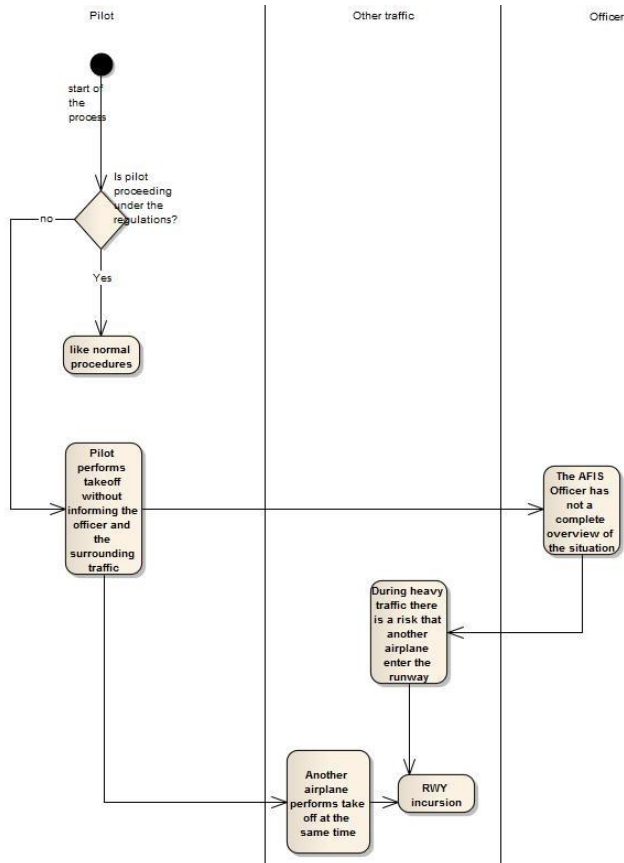 Pilot
Other traffic
Officer
start of
the
process
Is pilot
proceeding
under the
regulations?
no
Yes
like normal
procedures
Pilot
performs
takeoff
without
informing the
officer and
the
surrounding
traffic
The AFIS
Officer has
not a
complete
overview of
the situation
During heavy
traffic there
is a risk that
another
airplane
enter the
runway
Another
airplane
performs take
off at the
same time
RWY
incursion